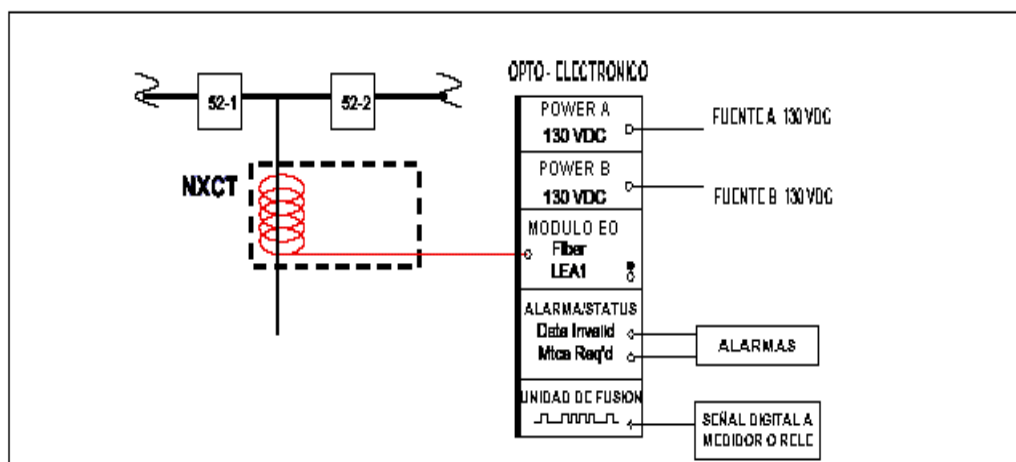 OPTO - ELECTRONICO
52-1
52-2
NXCT
POWER A
130 VDC
FUENTE A 130 VDC
POWER B
130 VDC
FUENTE B 130 VDC
MODULO EO
Fiber
LEA1
ALARMA/STATUS
Data Invalid
Mtce Req'd
ALARMAS
UNIDAD DE FUSION
SEÑAL DIGITAL A
MEDIDOR O RELE